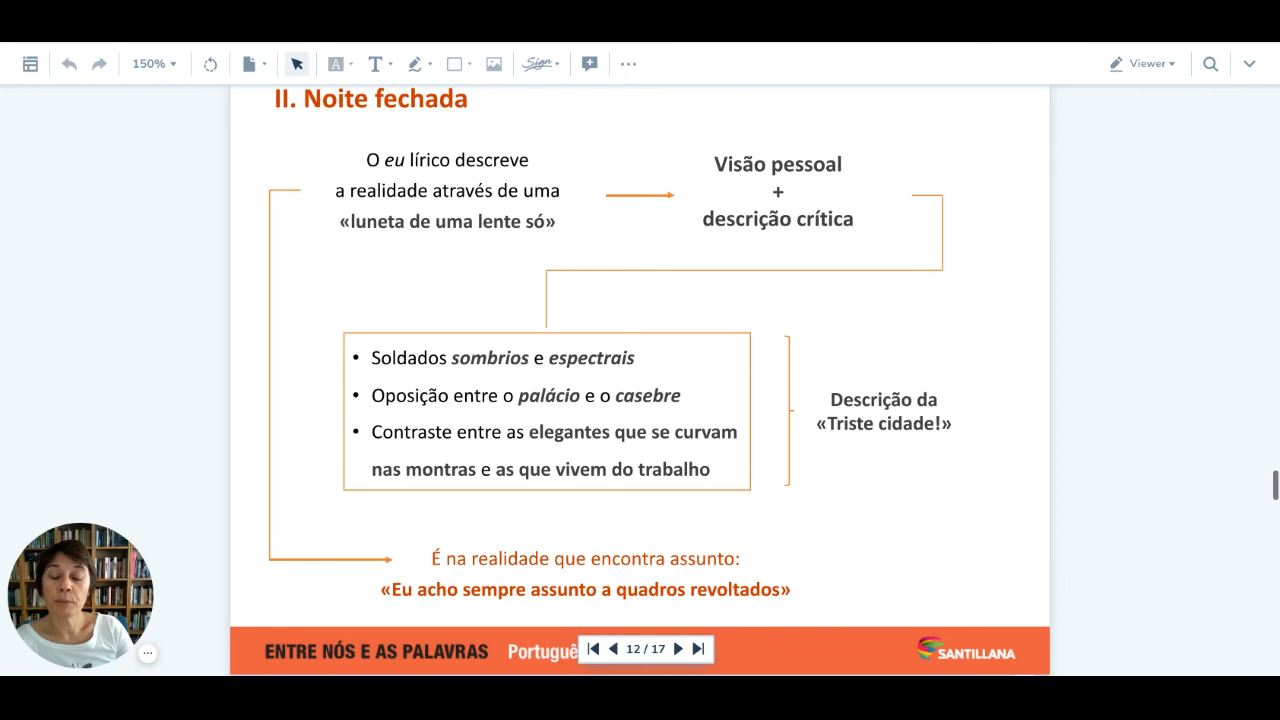 150%
A
T
Sign
Viewer
II. Noite fechada
O eu lírico descreve
a realidade através de uma
«luneta de uma lente só»
Visão pessoal
+
descrição crítica
• Soldados sombrios e espectrais
• Oposição entre o palácio e o casebre
• Contraste entre as elegantes que se curvam
nas montras e as que vivem do trabalho
Descrição da
«Triste cidade!»
É na realidade que encontra assunto:
«Eu acho sempre assunto a quadros revoltados»
ENTRE NÓS E AS PALAVRAS Portuguê
12 / 17
SANTILLANA